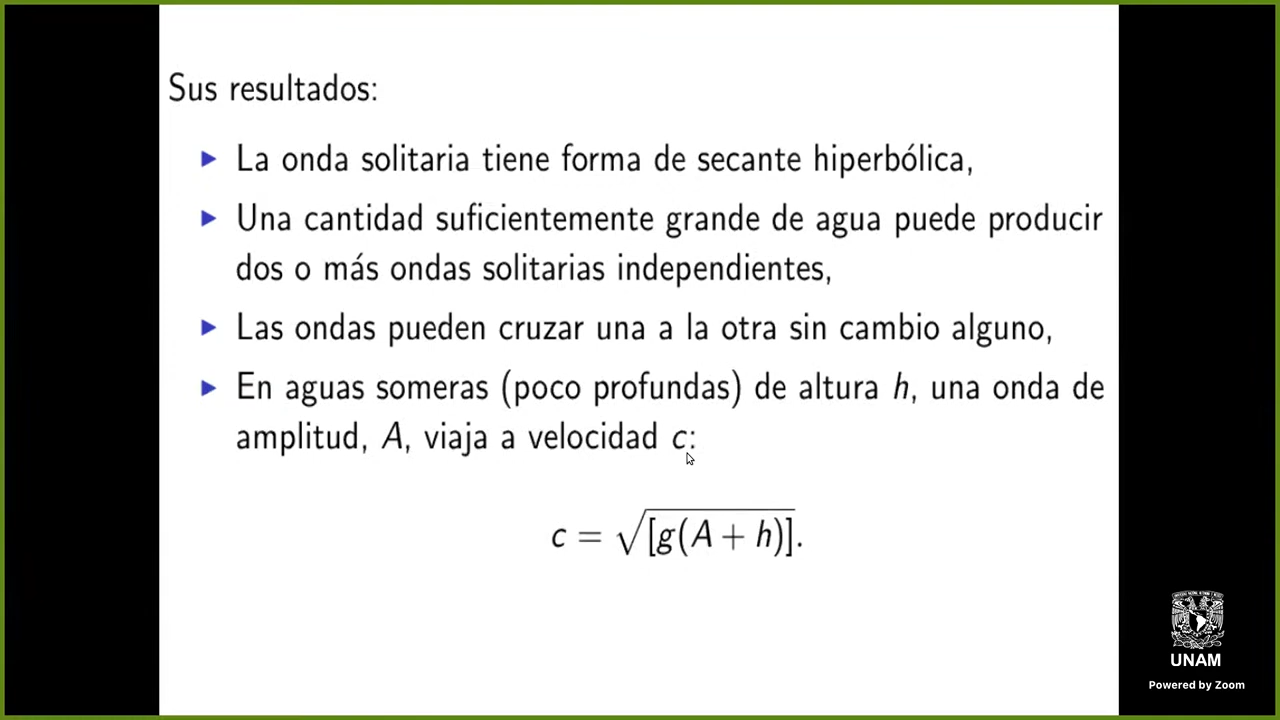 Sus resultados:
▶ La onda solitaria tiene forma de secante hiperbólica,
▶ Una cantidad suficientemente grande de agua puede producir
dos o más ondas solitarias independientes,
▶ Las ondas pueden cruzar una a la otra sin cambio alguno,
▶ En aguas someras (poco profundas) de altura h, una onda de
amplitud, A, viaja a velocidad c:
c = √[g(A + h)].
UNAM
Powered by Zoom